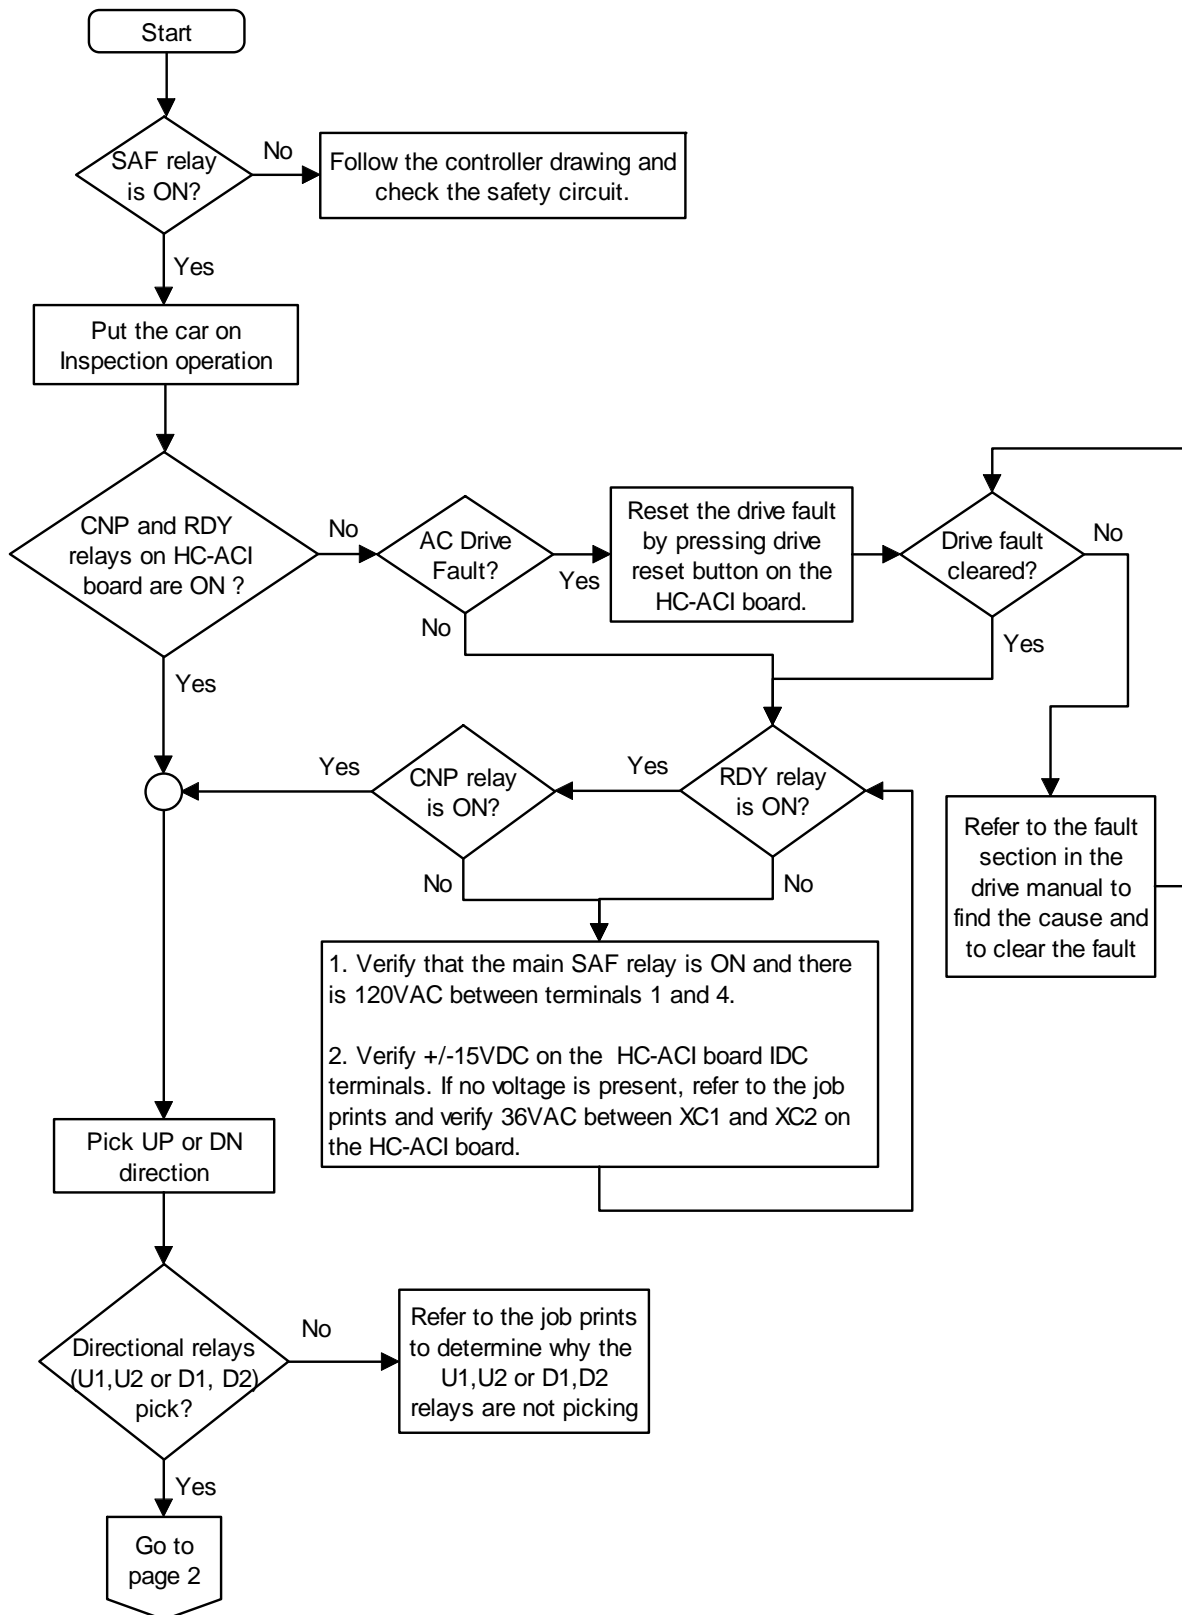 Start
SAF relay
is ON?
No
Follow the controller drawing and
check the safety circuit.
Yes
Put the car on
Inspection operation
CNP and RDY
relays on HC-ACI
board are ON ?
No
AC Drive
Fault?
Yes
Reset the drive fault
by pressing drive
reset button on the
HC-ACI board.
Drive fault
cleared?
No
No
Yes
Yes
Yes
CNP relay
is ON?
Yes
RDY relay
is ON?
No
No
Refer to the fault
section in the
drive manual to
find the cause and
to clear the fault
1. Verify that the main SAF relay is ON and there
is 120VAC between terminals 1 and 4.
2. Verify +/-15VDC on the HC-ACI board IDC
terminals. If no voltage is present, refer to the job
prints and verify 36VAC between XC1 and XC2 on
the HC-ACI board.
Pick UP or DN
direction
Directional relays
(U1,U2 or D1, D2)
pick?
No
Refer to the job prints
to determine why the
U1,U2 or D1,D2
relays are not picking
Yes
Go to
page 2